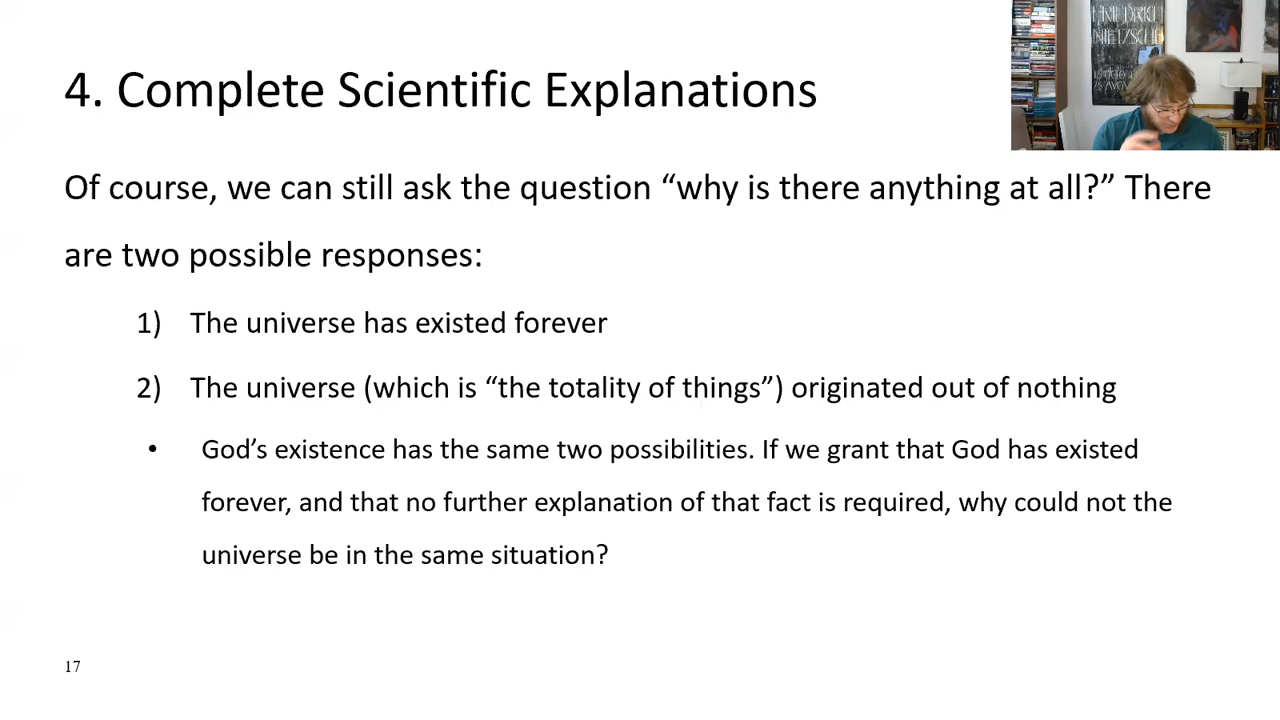 4. Complete Scientific Explanations
Of course, we can still ask the question “why is there anything at all?” There
are two possible responses:
1) The universe has existed forever
2) The universe (which is “the totality of things”) originated out of nothing
• God’s existence has the same two possibilities. If we grant that God has existed
forever, and that no further explanation of that fact is required, why could not the
universe be in the same situation?
17
NIETZSCHE